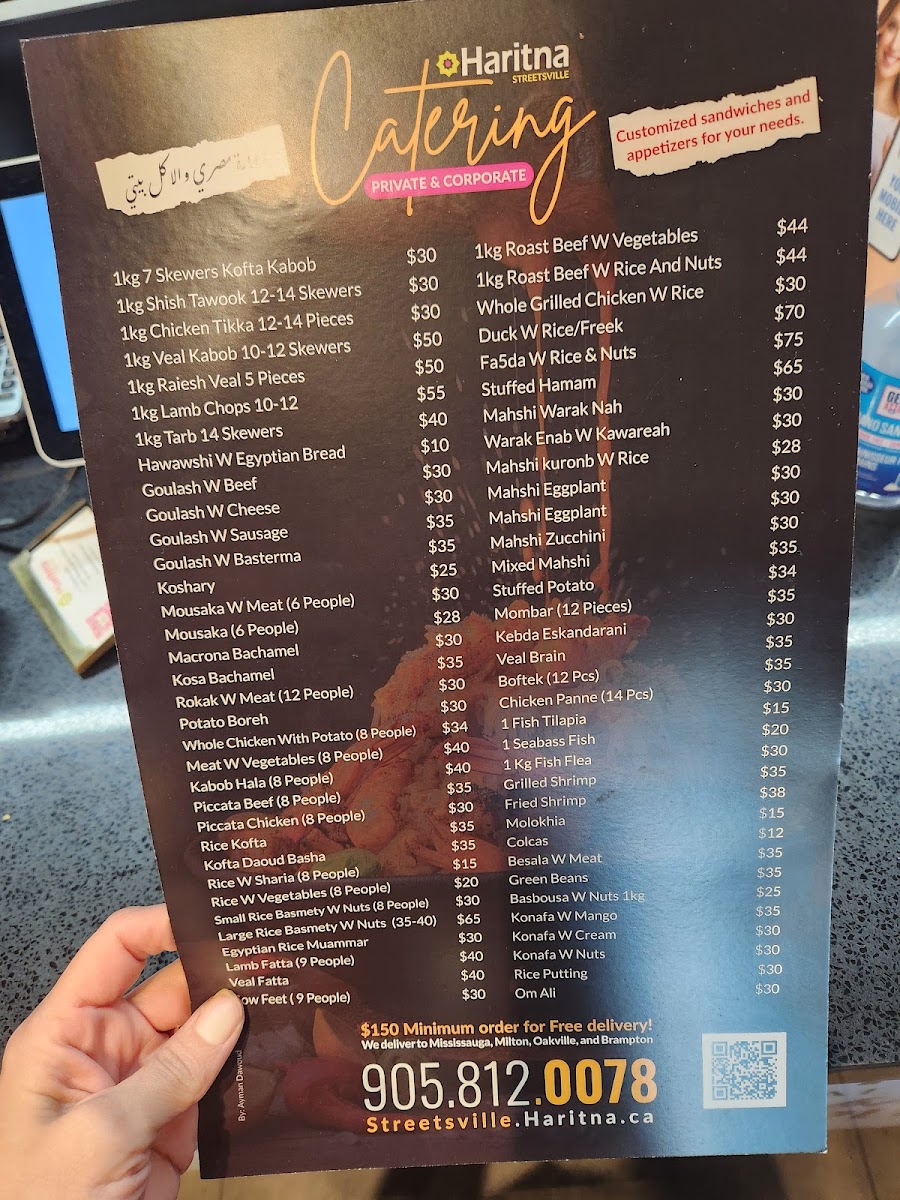 Haritna
STREETSVILLE
Catering
PRIVATE & CORPORATE
مصري والاكل بيتي
Customized sandwiches and
appetizers for your needs.
1kg 7 Skewers Kofta Kabob $30
1kg Shish Tawook 12-14 Skewers $30
1kg Chicken Tikka 12-14 Pieces $30
1kg Veal Kabob 10-12 Skewers $50
1kg Raiesh Veal 5 Pieces $50
1kg Lamb Chops 10-12 $55
1kg Tarb 14 Skewers $40
Hawawshi W Egyptian Bread $10
Goulash W Beef $30
Goulash W Cheese $30
Goulash W Sausage $35
Goulash W Basterma $35
Koshary $25
Mousaka W Meat (6 People) $30
Mousaka (6 People) $28
Macrona Bachamel $30
Kosa Bachamel $35
Rokak W Meat (12 People) $30
Potato Boreh $30
Whole Chicken With Potato (8 People) $34
Meat W Vegetables (8 People) $40
Kabob Hala (8 People) $40
Piccata Beef (8 People) $35
Piccata Chicken (8 People) $30
Rice Kofta $35
Kofta Daoud Basha $35
Rice W Sharia (8 People) $15
Rice W Vegetables (8 People) $20
Small Rice Basmety W Nuts (8 People) $30
Large Rice Basmety W Nuts (35-40) $65
Egyptian Rice Muammar $30
Lamb Fatta (9 People) $40
Veal Fatta $40
ow Feet ( 9 People) $30
1kg Roast Beef W Vegetables $44
1kg Roast Beef W Rice And Nuts $44
Whole Grilled Chicken W Rice $30
Duck W Rice/Freek $70
Fa5da W Rice & Nuts $75
Stuffed Hamam $65
Mahshi Warak Nah $30
Warak Enab W Kawareah $30
Mahshi kuronb W Rice $28
Mahshi Eggplant $30
Mahshi Eggplant $30
Mahshi Zucchini $30
Mixed Mahshi $35
Stuffed Potato $34
Mombar (12 Pieces) $35
Kebda Eskandarani $30
Veal Brain $35
Boftek (12 Pcs) $35
Chicken Panne (14 Pcs) $30
1 Fish Tilapia $15
1 Seabass Fish $20
1 Kg Fish Flea $30
Grilled Shrimp $35
Fried Shrimp $38
Molokhia $15
Colcas $12
Besala W Meat $35
Green Beans $35
Basbousa W Nuts 1kg $25
Konafa W Mango $35
Konafa W Cream $30
Konafa W Nuts $30
Rice Putting $30
Om Ali $30
$150 Minimum order for Free delivery!
We deliver to Mississauga, Milton, Oakville, and Brampton
905.812.0078
Streetsville.Haritna.ca
By: Ayman Dawoud